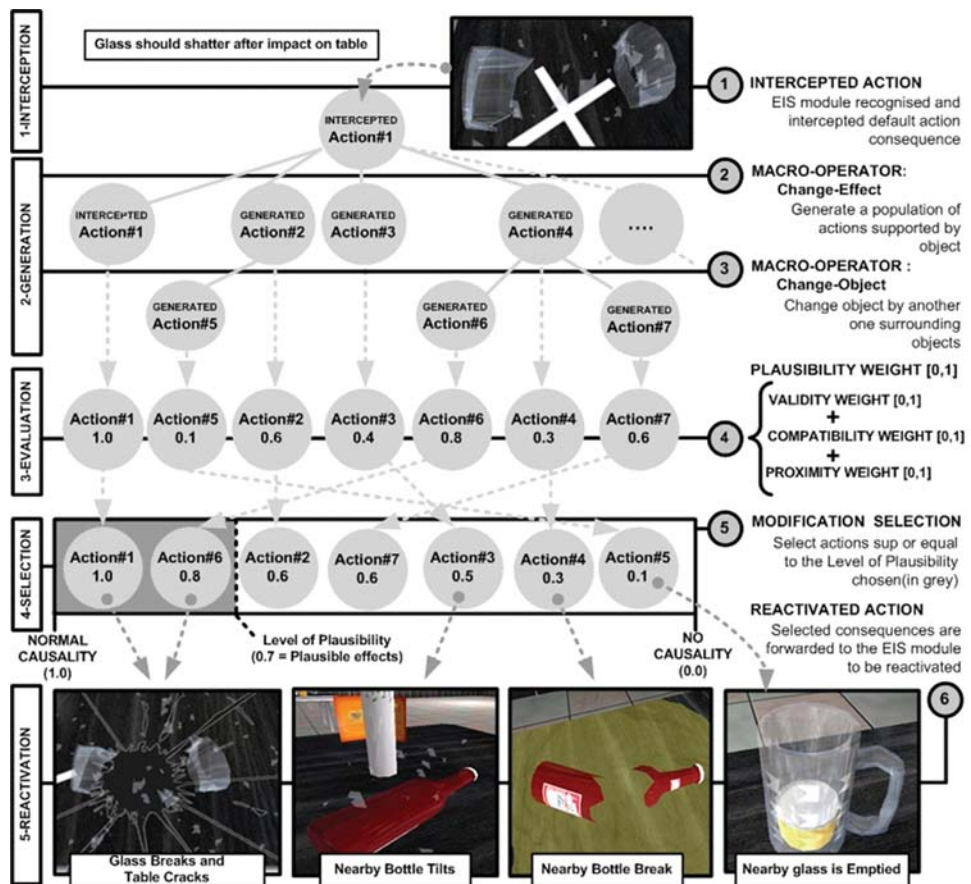 1-INTERCEPTION
Glass should shatter after impact on table
INTERCEPTED
Action#1
1
INTERCEPTED ACTION
EIS module recognised and
intercepted default action
consequence
2-GENERATION
2
MACRO-OPERATOR:
Change-Effect
Generate a population of
actions supported by
object
INTERCEPTED
Action#1
GENERATED
Action#2
GENERATED
Action#3
GENERATED
Action#4
....
3
MACRO-OPERATOR :
Change-Object
Change object by another
one surrounding
objects
GENERATED
Action#5
GENERATED
Action#6
GENERATED
Action#7
3-EVALUATION
Action#1
1.0
Action#5
0.1
Action#2
0.6
Action#3
0.4
Action#6
0.8
Action#4
0.3
Action#7
0.6
4
PLAUSIBILITY WEIGHT [0,1]
VALIDITY WEIGHT [0,1]
+
COMPATIBILITY WEIGHT [0,1]
+
PROXIMITY WEIGHT [0,1]
4-SELECTION
Action#1
1.0
Action#6
0.8
Action#2
0.6
Action#7
0.6
Action#3
0.5
Action#4
0.3
Action#5
0.1
5
MODIFICATION SELECTION
Select actions sup or equal
to the Level of Plausibility
chosen(in grey)
NORMAL
CAUSALITY
(1.0)
Level of Plausibility
(0.7 = Plausible effects)
NO
CAUSALITY
(0.0)
REACTIVATED ACTION
Selected consequences are
forwarded to the EIS module
to be reactivated
6
5-REACTIVATION
Glass Breaks and
Table Cracks
Nearby Bottle Tilts
Nearby Bottle Break
Nearby glass is Emptied